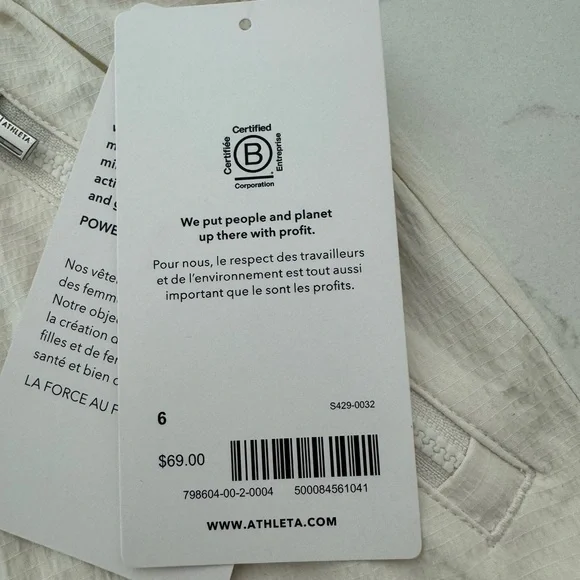 ATHLETA
and
POWE
Nos vête
des femm
Notre obje
la création d
filles et de fe
santé et bien
LA FORCE AU F
Certified
Certifiée
B
Entreprise
Corporation
We put people and planet
up there with profit.
Pour nous, le respect des travailleurs
et de l'environnement est tout aussi
important que le sont les profits.
6
S429-0032
$69.00
798604-00-2-0004 500084561041
WWW.ATHLETA.COM